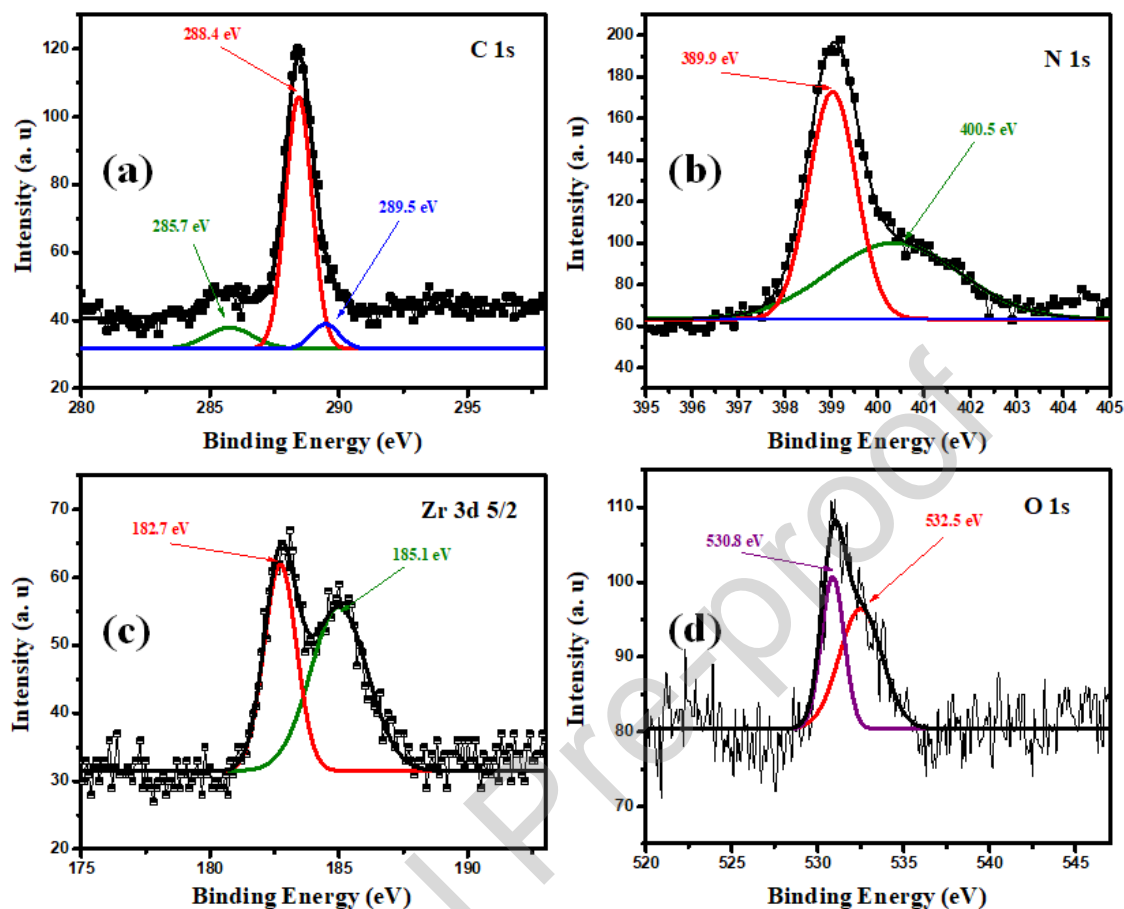 288.4 eV
C 1s
(a)
285.7 eV
289.5 eV
Intensity (a. u)
120
100
80
60
40
20
280
285
290
295
Binding Energy (eV)
389.9 eV
N 1s
(b)
400.5 eV
Intensity (a. u)
200
180
160
140
120
100
80
60
40
395 396 397 398 399 400 401 402 403 404 405
Binding Energy (eV)
Zr 3d 5/2
182.7 eV
185.1 eV
(c)
Intensity (a. u)
70
60
50
40
30
20
175
180
185
190
Binding Energy (eV)
O 1s
530.8 eV
532.5 eV
(d)
Intensity (a. u)
110
100
90
80
70
520 525 530 535 540 545
Binding Energy (eV)
l Pre-proof